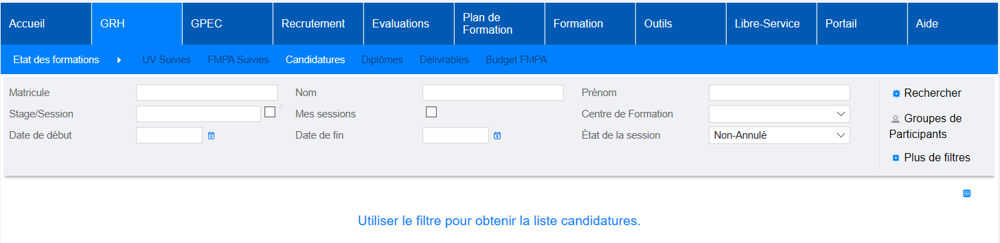 Accueil GRH GPEC Recrutement Evaluations Plan de Formation Formation Outils Libre-Service Portail Aide
Etat des formations UV Suivies FMPA Suivies Candidatures Diplômes Délivrables Budget FMPA
Matricule Nom Prénom Rechercher
Stage/Session Mes sessions Centre de Formation Groupes de Participants
Date de début Date de fin État de la session Non-Annulé
Plus de filtres
Utiliser le filtre pour obtenir la liste candidatures.